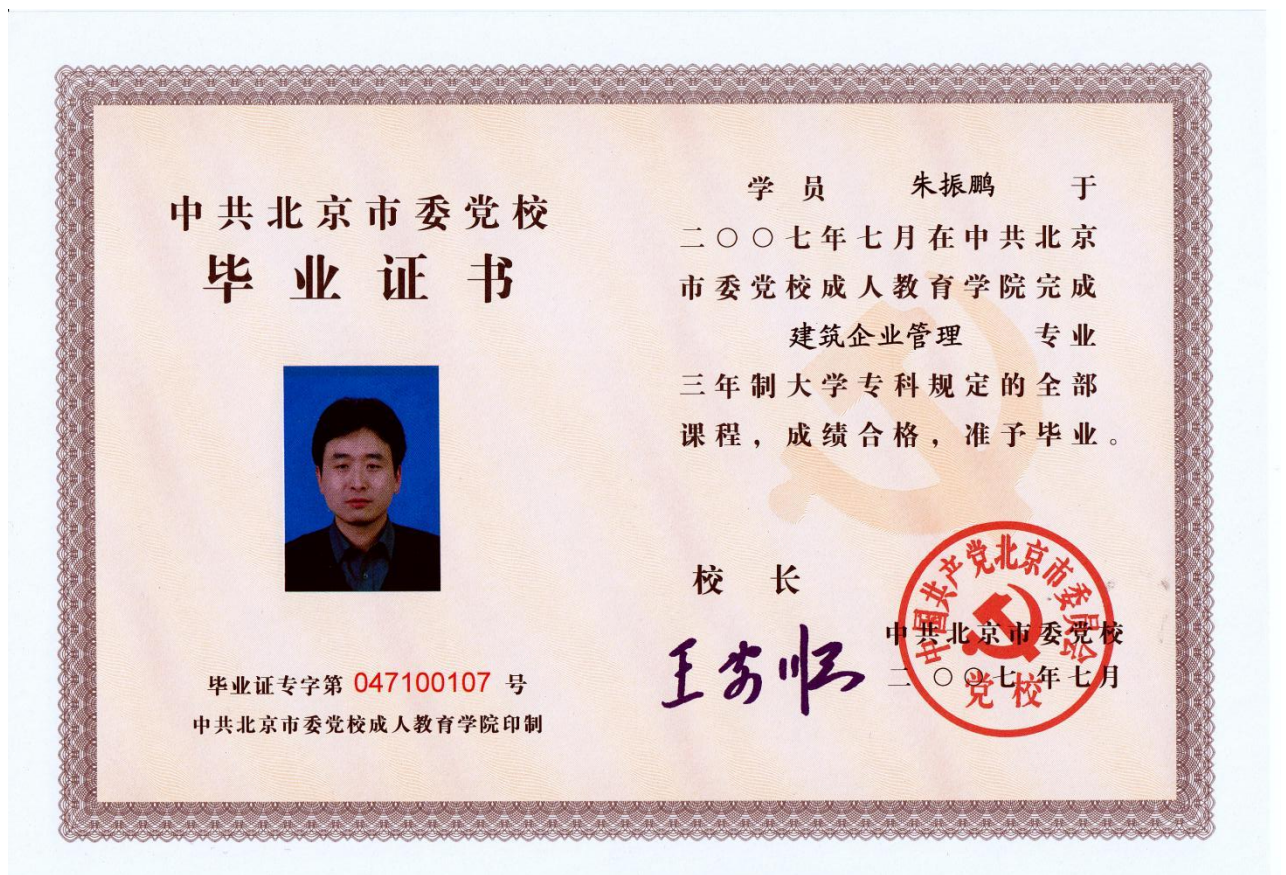 中共北京市委党校
毕业证书
毕业证专字第 047100107 号
中共北京市委党校成人教育学院印制
学员 朱振鹏 于
二〇〇七年七月在中共北京
市委党校成人教育学院完成
建筑企业管理 专业
三年制大学专科规定的全部
课程，成绩合格，准予毕业。
校长
王安顺
中共北京市委党校
二〇〇七年七月
中国共产党北京市委员会
党校